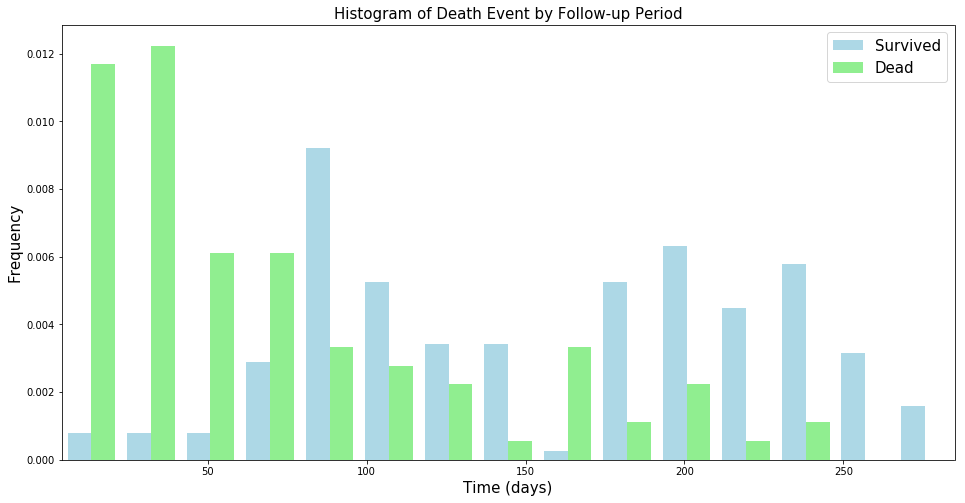 Histogram of Death Event by Follow-up Period
Survived
Dead
Frequency
0.012
0.010
0.008
0.006
0.004
0.002
0.000
50
100
150
200
250
Time (days)